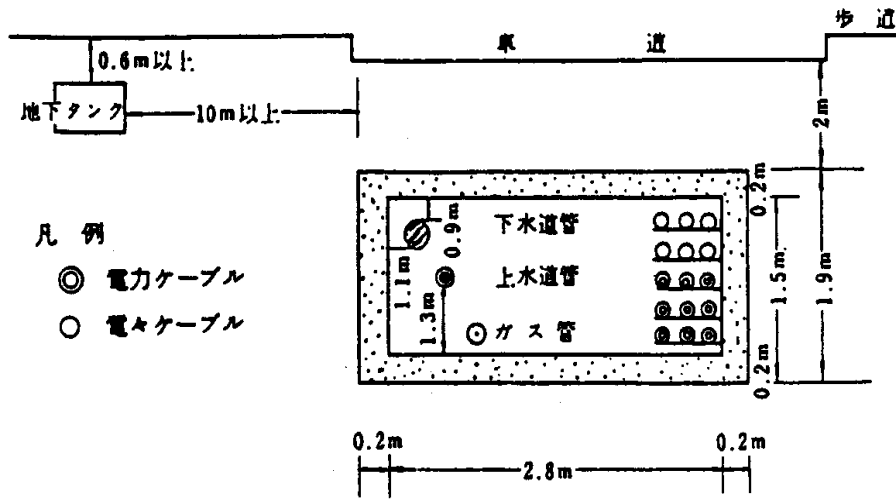 歩 道
車 道
0.6m以上
地下タンク
10m以上
2m
0.2m
下水道管
0.9m
1.1m
上水道管
1.3m
ガス管
1.5m
1.9m
0.2m
凡 例
電力ケーブル
電々ケーブル
0.2m
2.8m
0.2m